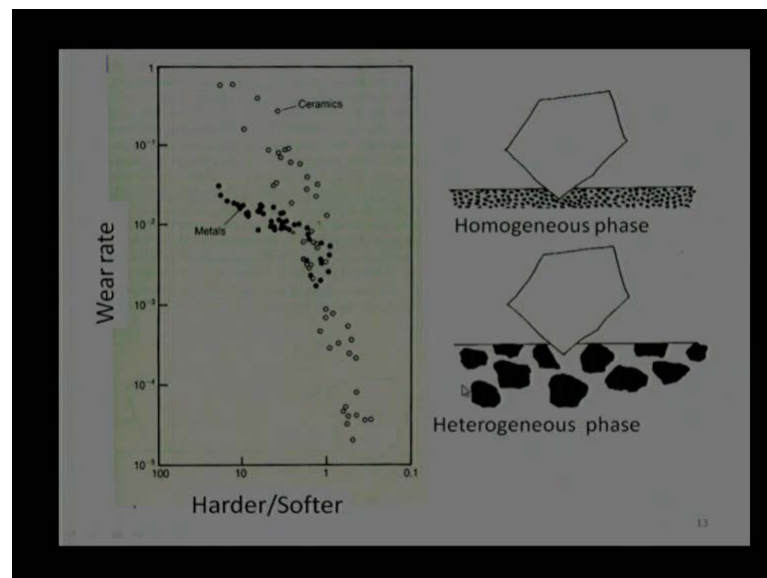 1
10⁻¹
10⁻²
10⁻³
10⁻⁴
10⁻⁵
100
10
1
0.1
Wear rate
Harder/Softer
Ceramics
Metals
Homogeneous phase
Heterogeneous phase
13